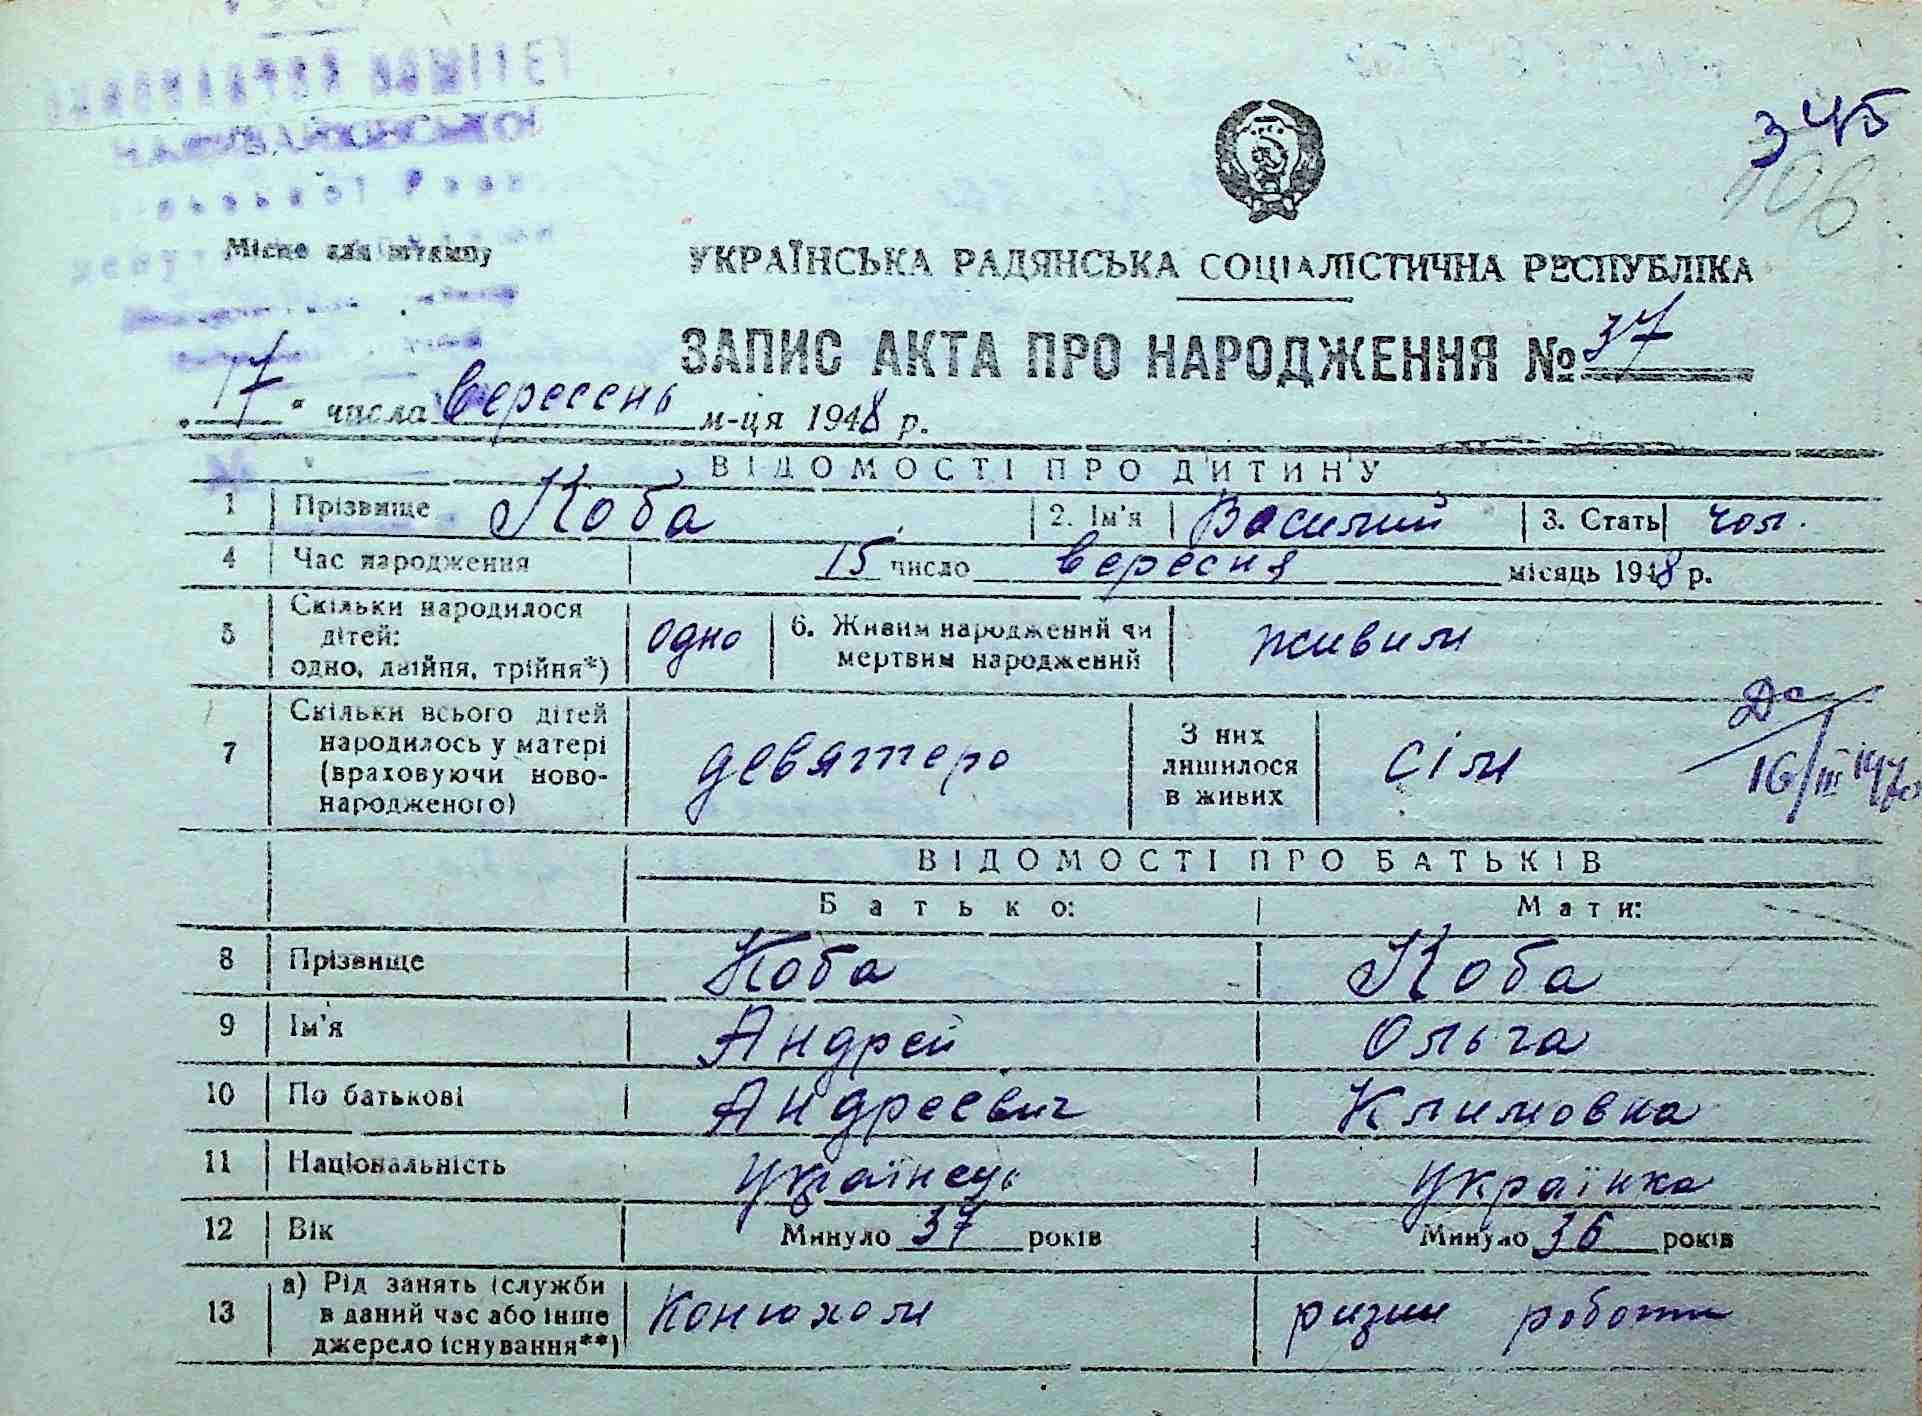 КОМІТЕТ
345
106
Місце для штампу
УКРАЇНСЬКА РАДЯНСЬКА СОЦІАЛІСТИЧНА РЕСПУБЛІКА
ЗАПИС АКТА ПРО НАРОДЖЕННЯ № 37
„ 17 " числа вересень м-ця 1948 р.
ВІДОМОСТІ ПРО ДИТИНУ
1 Прізвище Коба 2. Ім'я Василий 3. Стать чол.
4 Час народження 15 число вересня місяць 1948 р.
5 Скільки народилося дітей: одно, двійня, трійня*) одно 6. Живим народжений чи мертвим народжений живим
7 Скільки всього дітей народилось у матері (враховуючи новонародженого) девятеро З них лишилося в живих сім
16/III 1970
ВІДОМОСТІ ПРО БАТЬКІВ
Батько: Мати:
8 Прізвище Коба Коба
9 Ім'я Андрей Ольга
10 По батькові Андреевич Климовна
11 Національність українець українка
12 Вік Минуло 37 років Минуло 36 років
13 а) Рід занять (служби в даний час або інше джерело існування**) Конюхом ризни роботи